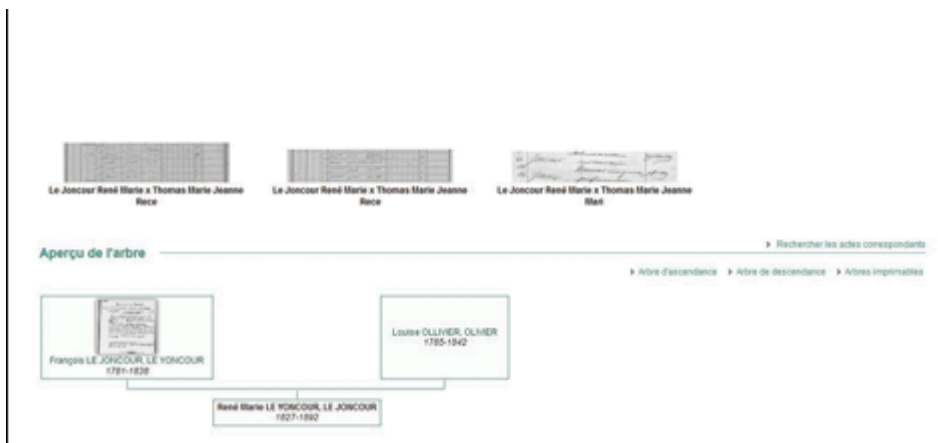 Le Joncour René Marie x Thomas Marie Jeanne
Rece
Le Joncour René Marie x Thomas Marie Jeanne
Rece
Le Joncour René Marie x Thomas Marie Jeanne
Mari
Rechercher les actes correspondants
Aperçu de l'arbre
Arbre d'ascendance Arbre de descendance Arbres imprimables
François LE JONCOUR, LE YONCOUR
1781-1838
Louise OLLIVIER, OLIVIER
1785-1842
René Marie LE YONCOUR, LE JONCOUR
1827-1892